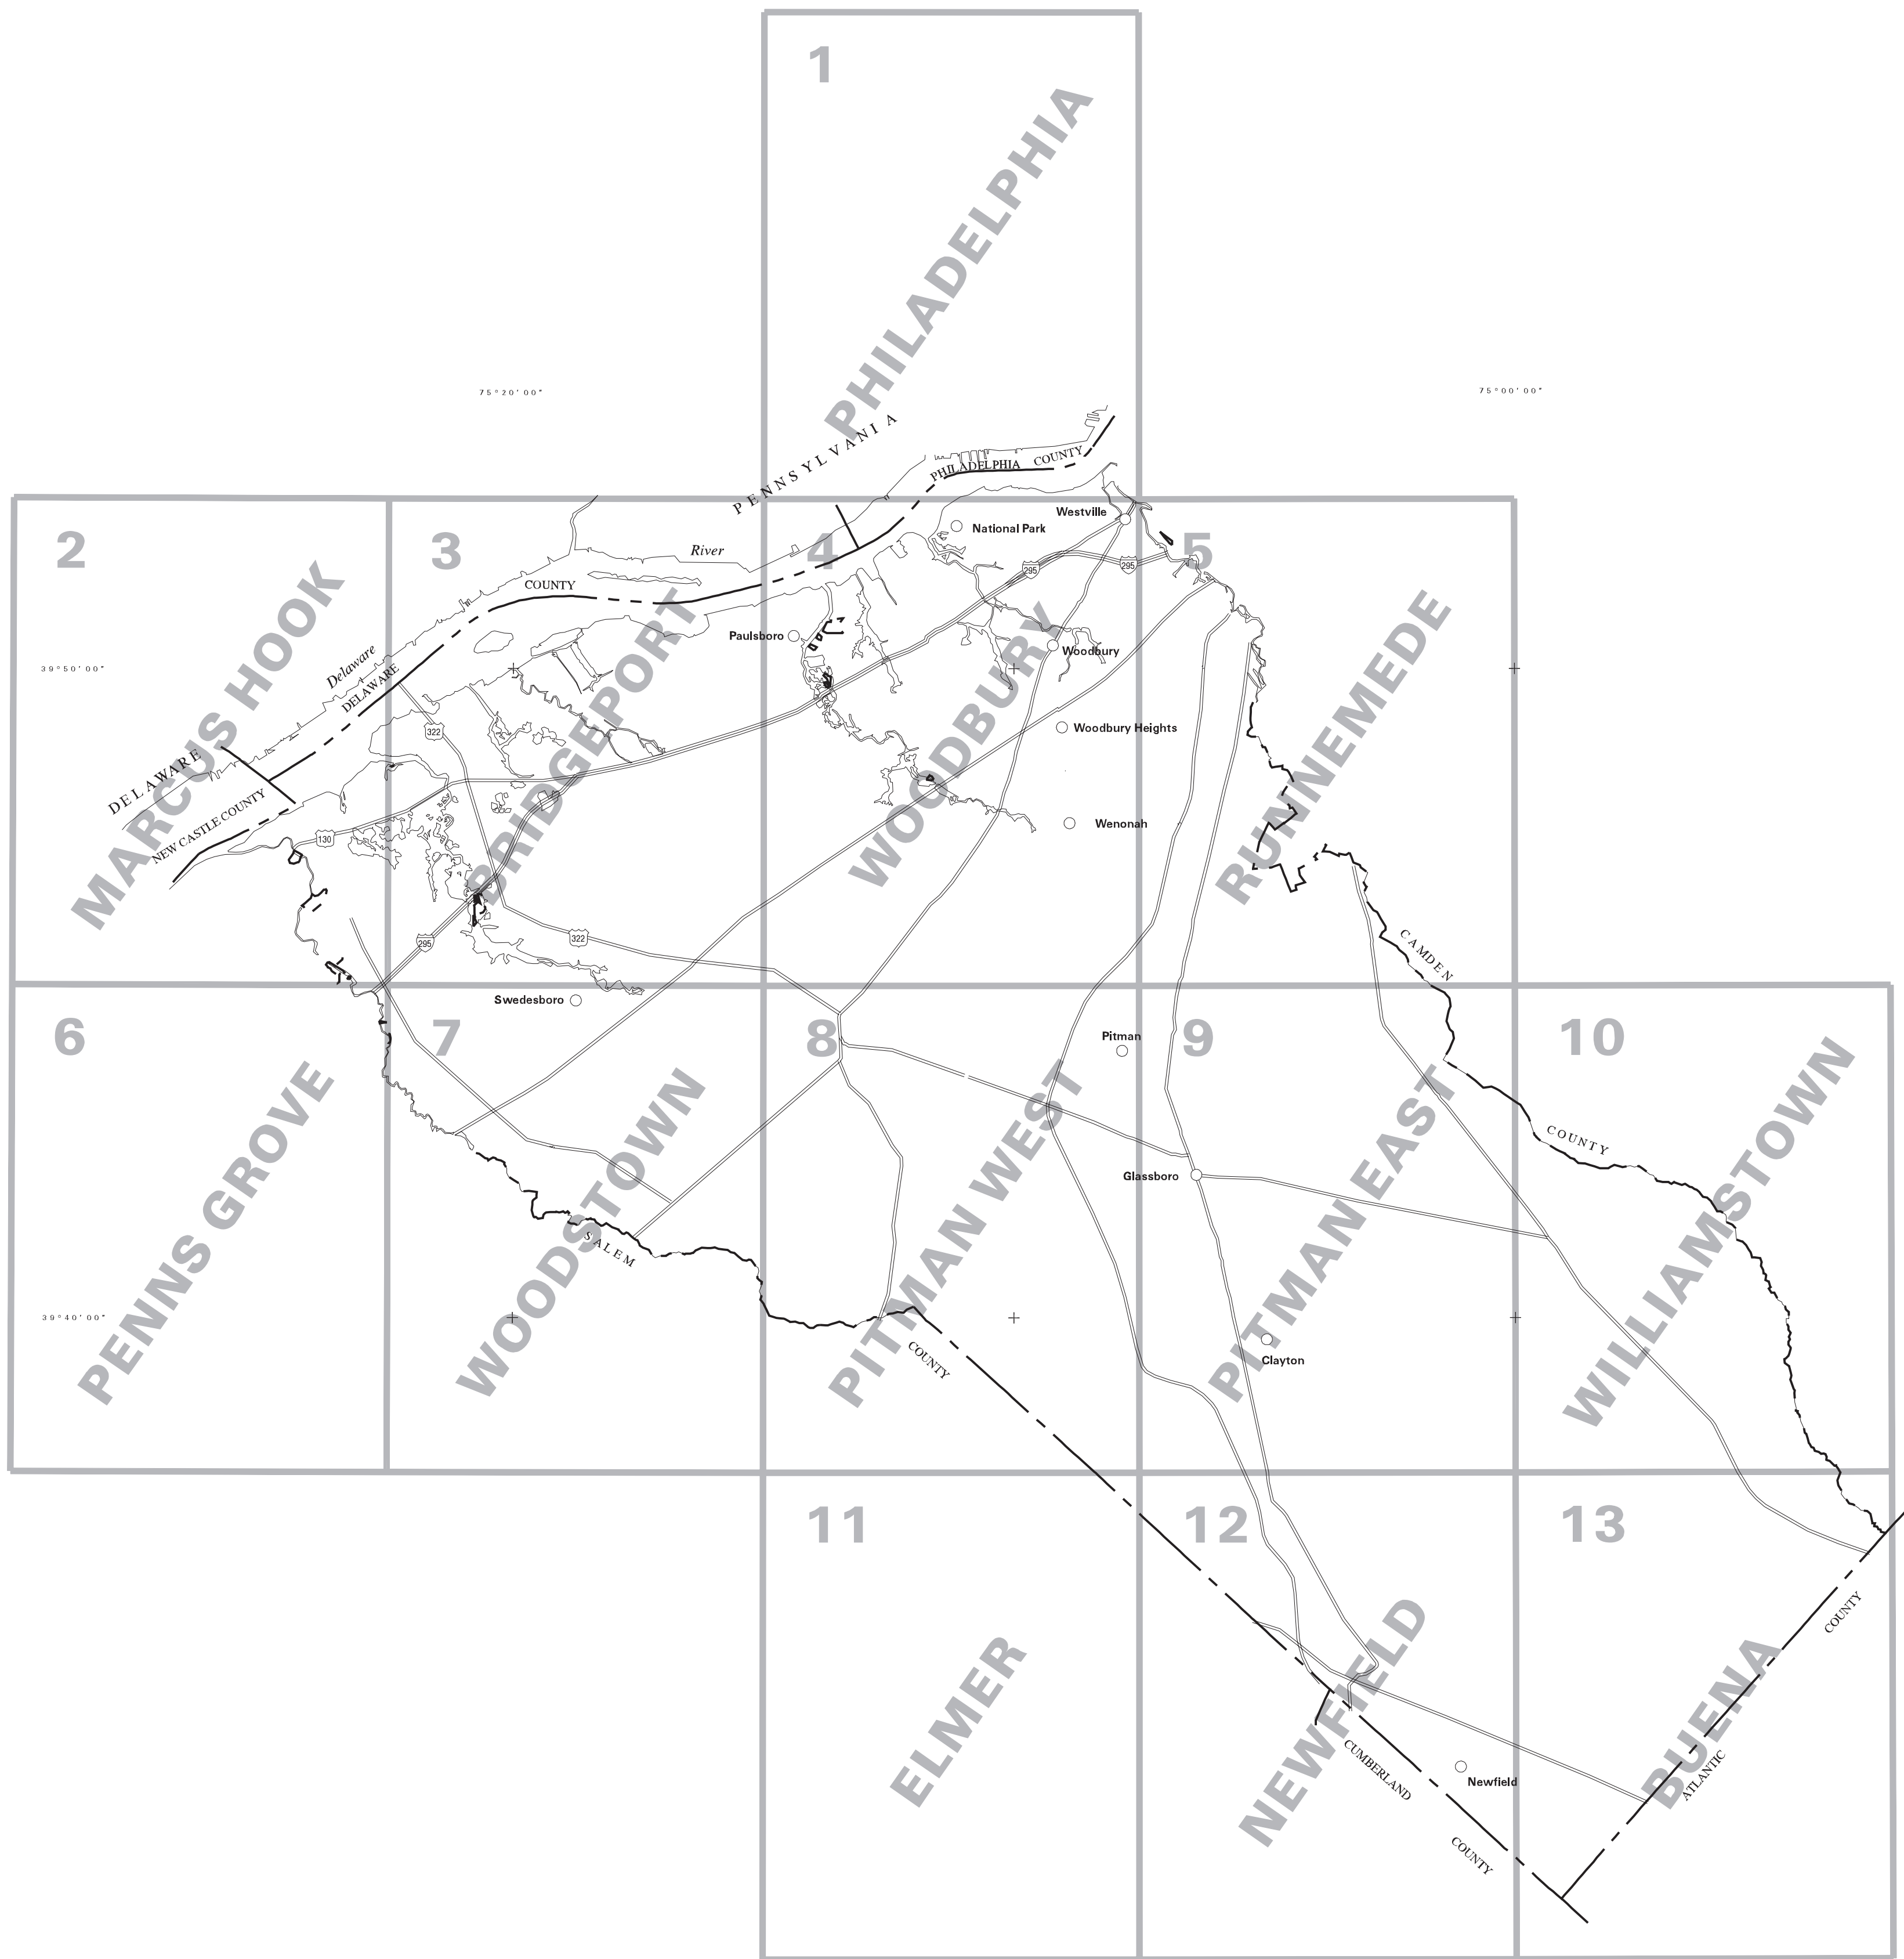 1
PHILADELPHIA
75°20'00"
75°00'00"
PENNSYLVANIA
PHILADELPHIA COUNTY
2
MARCUS HOOK
3
BRIDGEPORT
4
WOODBURY
5
RUNNEMEDE
Westville
National Park
River
COUNTY
295
295
Paulsboro
Woodbury
39°50'00"
Delaware
DELAWARE
322
Woodbury Heights
DELAWARE
NEW CASTLE COUNTY
130
Wenonah
295
322
CAMDEN
Swedesboro
6
PENNS GROVE
7
WOODSTOWN
8
PITMAN WEST
Pitman
9
PITMAN EAST
10
WILLIAMSTOWN
COUNTY
Glassboro
SALEM
39°40'00"
COUNTY
Clayton
11
ELMER
12
NEWFIELD
13
BUENA
COUNTY
CUMBERLAND
ATLANTIC
Newfield
COUNTY